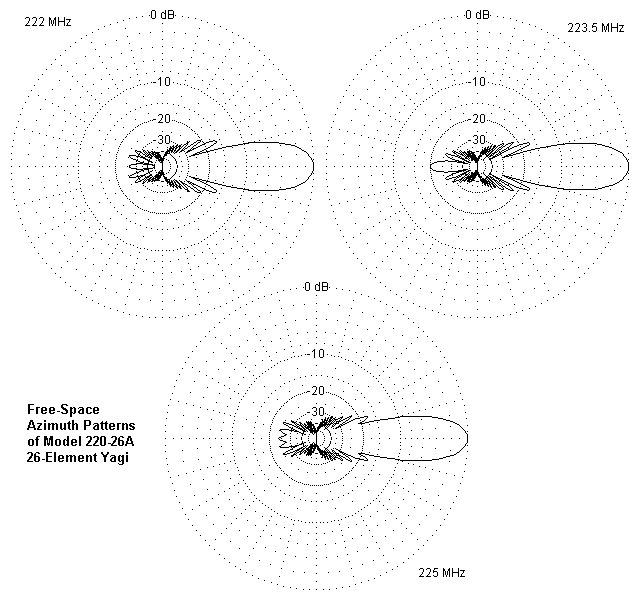 222 MHz
0 dB
-10
-20
-30
0 dB
223.5 MHz
-10
-20
-30
0 dB
-10
-20
-30
Free-Space
Azimuth Patterns
of Model 220-26A
26-Element Yagi
225 MHz